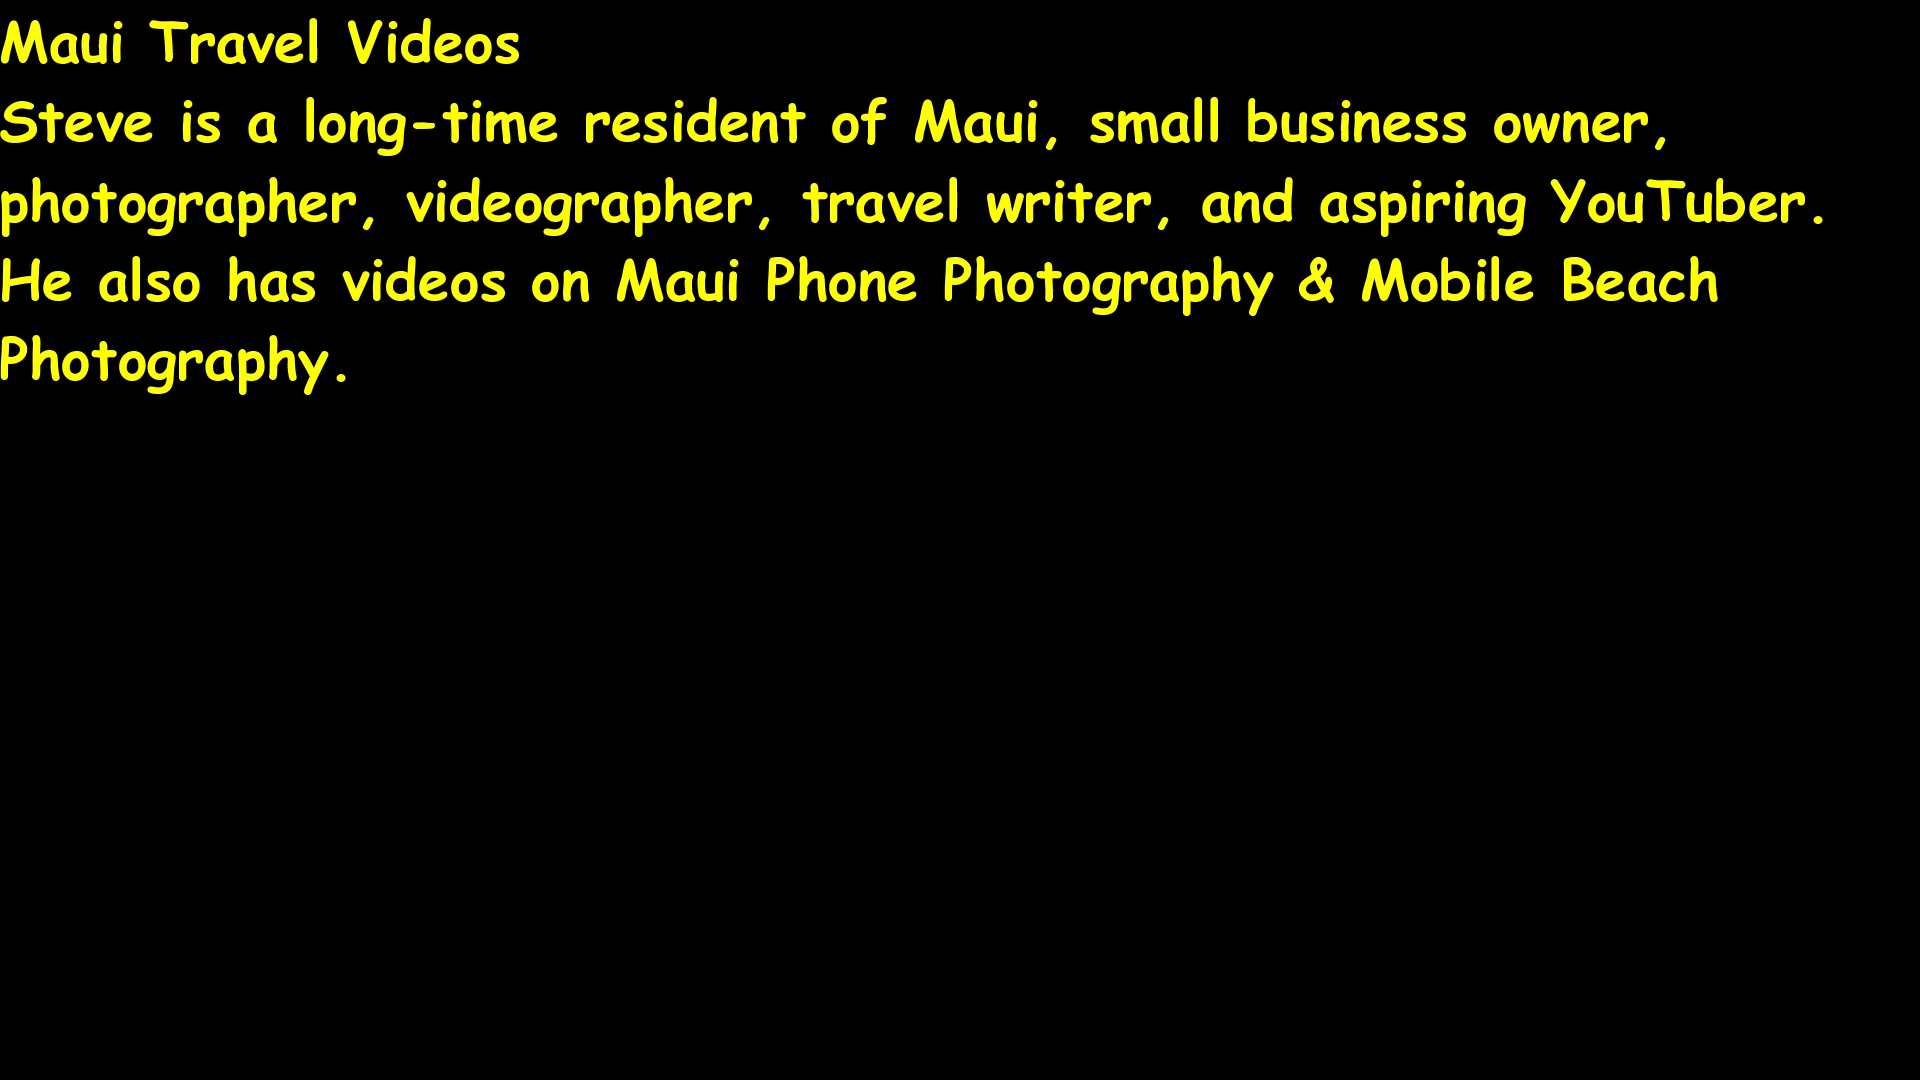 Maui Travel Videos
Steve is a long-time resident of Maui, small business owner,
photographer, videographer, travel writer, and aspiring YouTuber.
He also has videos on Maui Phone Photography & Mobile Beach
Photography.